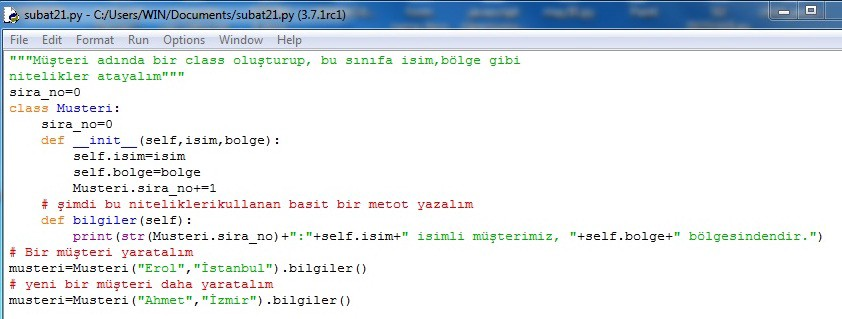 subat21.py - C:/Users/WIN/Documents/subat21.py (3.7.1rc1)
File Edit Format Run Options Window Help
"""Müşteri adında bir class oluşturup, bu sınıfa isim,bölge gibi
nitelikler atayalım"""
sira_no=0
class Musteri:
    sira_no=0
    def __init__(self,isim,bolge):
        self.isim=isim
        self.bolge=bolge
        Musteri.sira_no+=1
    # şimdi bu niteliklerikullanan basit bir metot yazalım
    def bilgiler(self):
        print(str(Musteri.sira_no)+":"+self.isim+" isimli müşterimiz, "+self.bolge+" bölgesindendir.")
# Bir müşteri yaratalım
musteri=Musteri("Erol","İstanbul").bilgiler()
# yeni bir müşteri daha yaratalım
musteri=Musteri("Ahmet","İzmir").bilgiler()